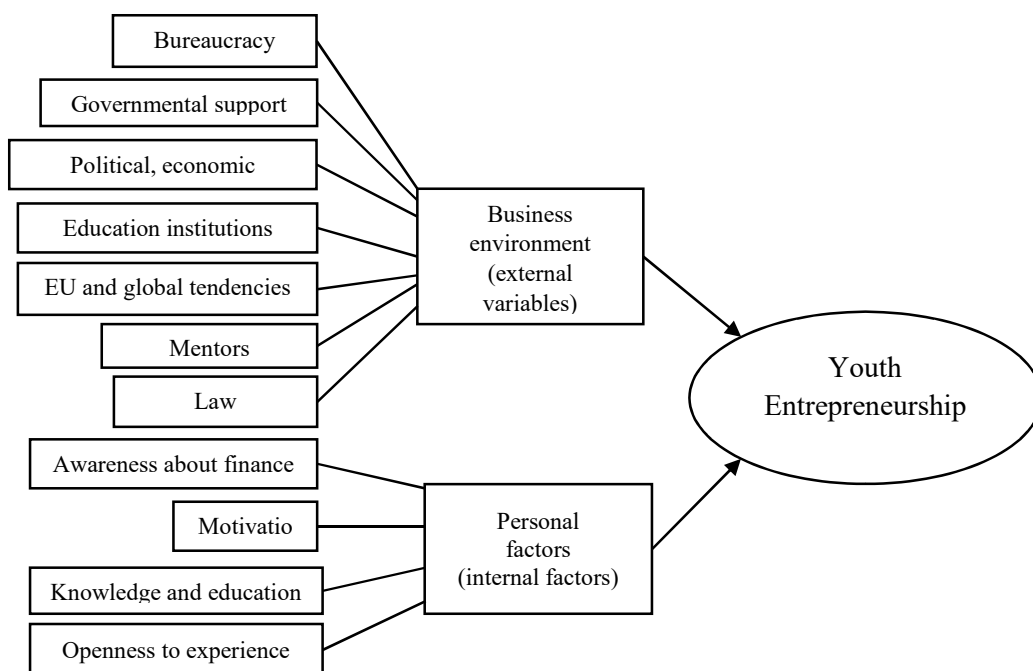 Bureaucracy
Governmental support
Political, economic
Education institutions
EU and global tendencies
Mentors
Law
Awareness about finance
Motivatio
Knowledge and education
Openness to experience
Business
environment
(external
variables)
Personal
factors
(internal factors)
Youth
Entrepreneurship